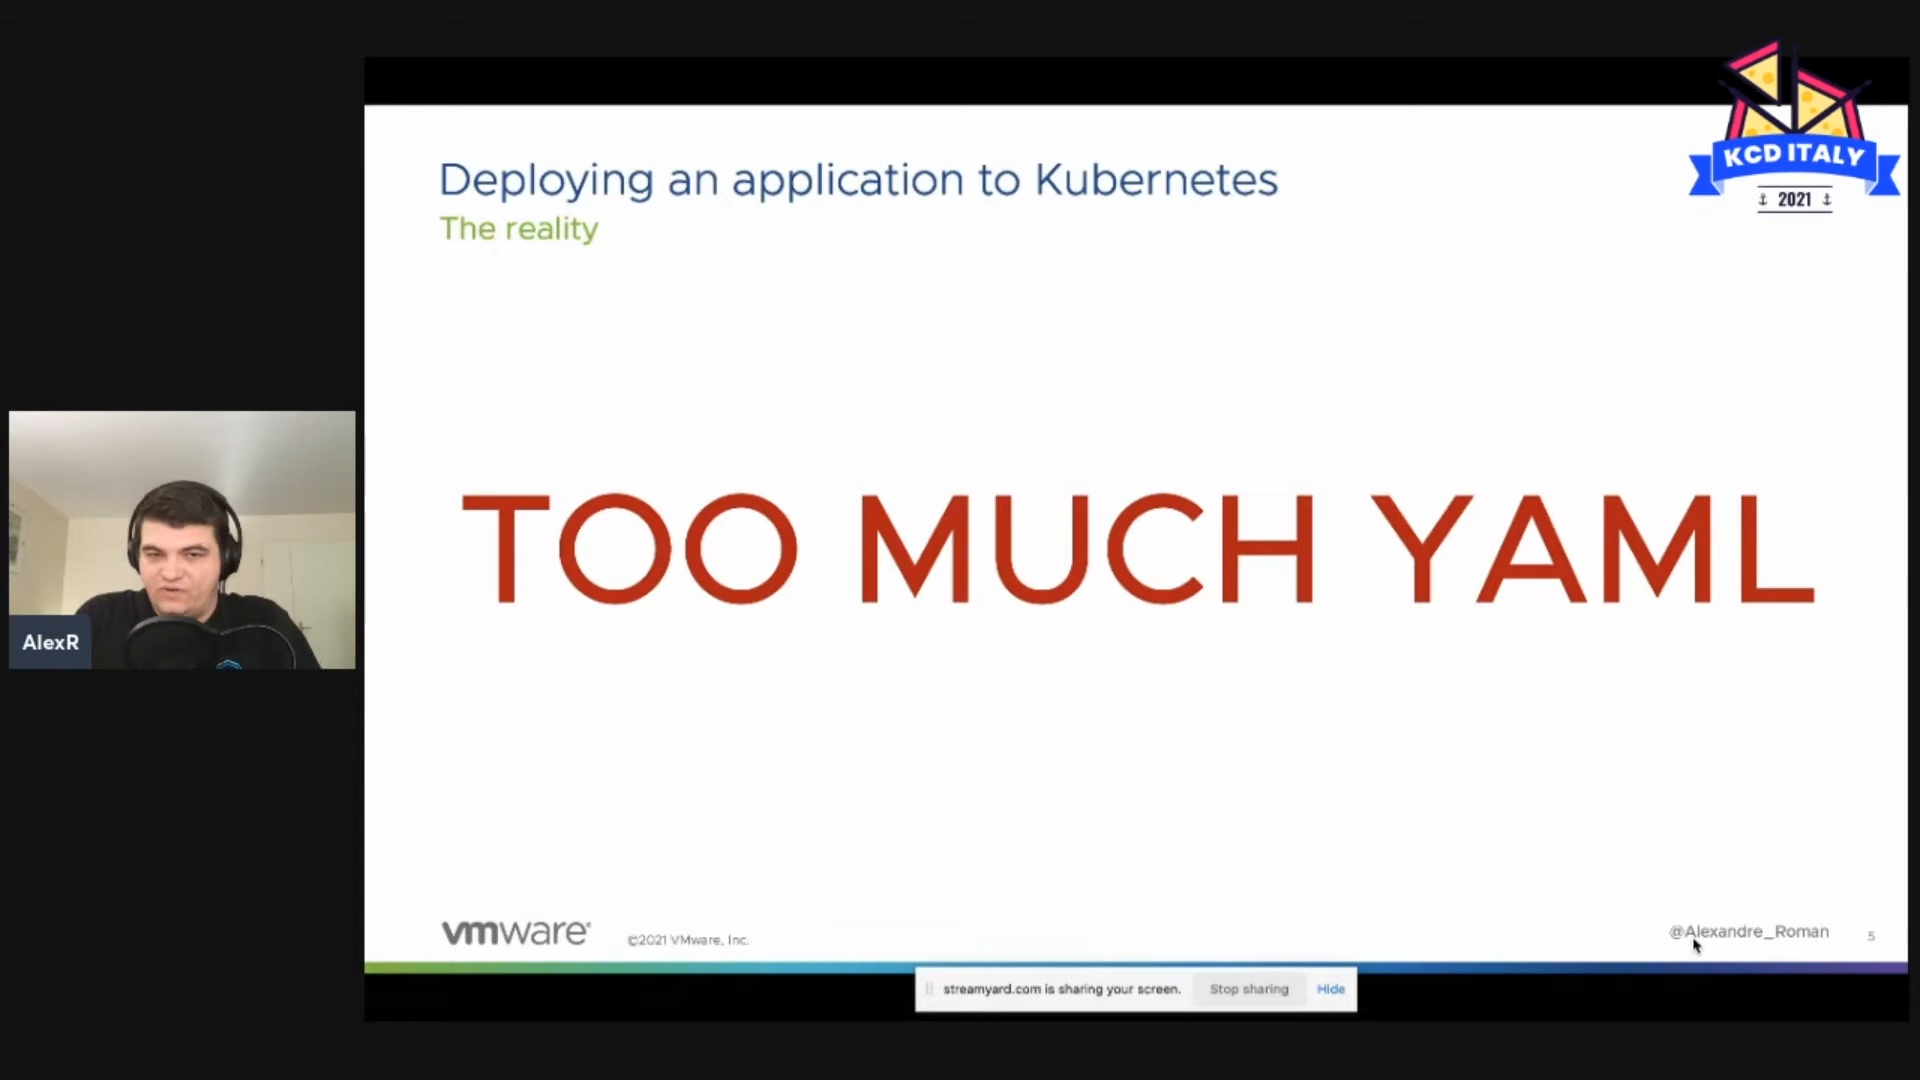 KCD ITALY
2021
Deploying an application to Kubernetes
The reality
TOO MUCH YAML
AlexR
vmware®
©2021 VMware, Inc.
@Alexandre_Roman
5
streamyard.com is sharing your screen.
Stop sharing
Hide